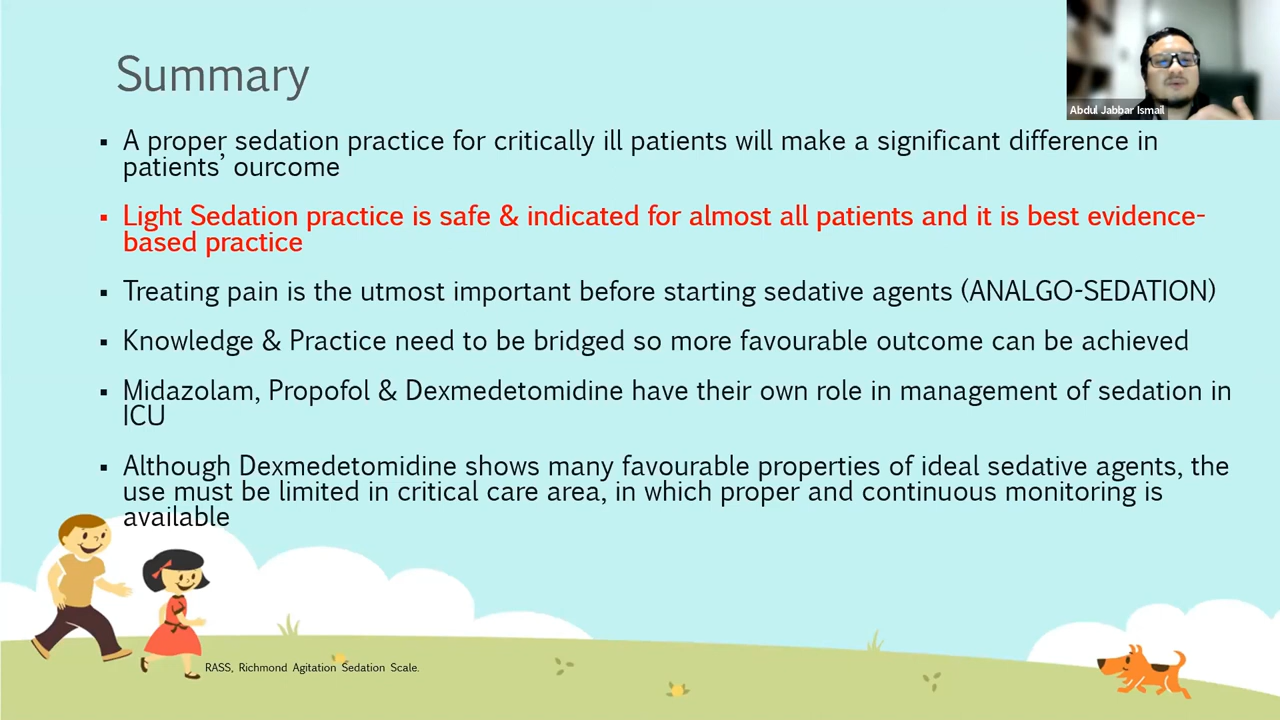 Summary
Abdul Jabbar Ismail
▪ A proper sedation practice for critically ill patients will make a significant difference in
patients’ ourcome
▪ Light Sedation practice is safe & indicated for almost all patients and it is best evidence-
based practice
▪ Treating pain is the utmost important before starting sedative agents (ANALGO-SEDATION)
▪ Knowledge & Practice need to be bridged so more favourable outcome can be achieved
▪ Midazolam, Propofol & Dexmedetomidine have their own role in management of sedation in
ICU
▪ Although Dexmedetomidine shows many favourable properties of ideal sedative agents, the
use must be limited in critical care area, in which proper and continuous monitoring is
available
RASS, Richmond Agitation Sedation Scale.